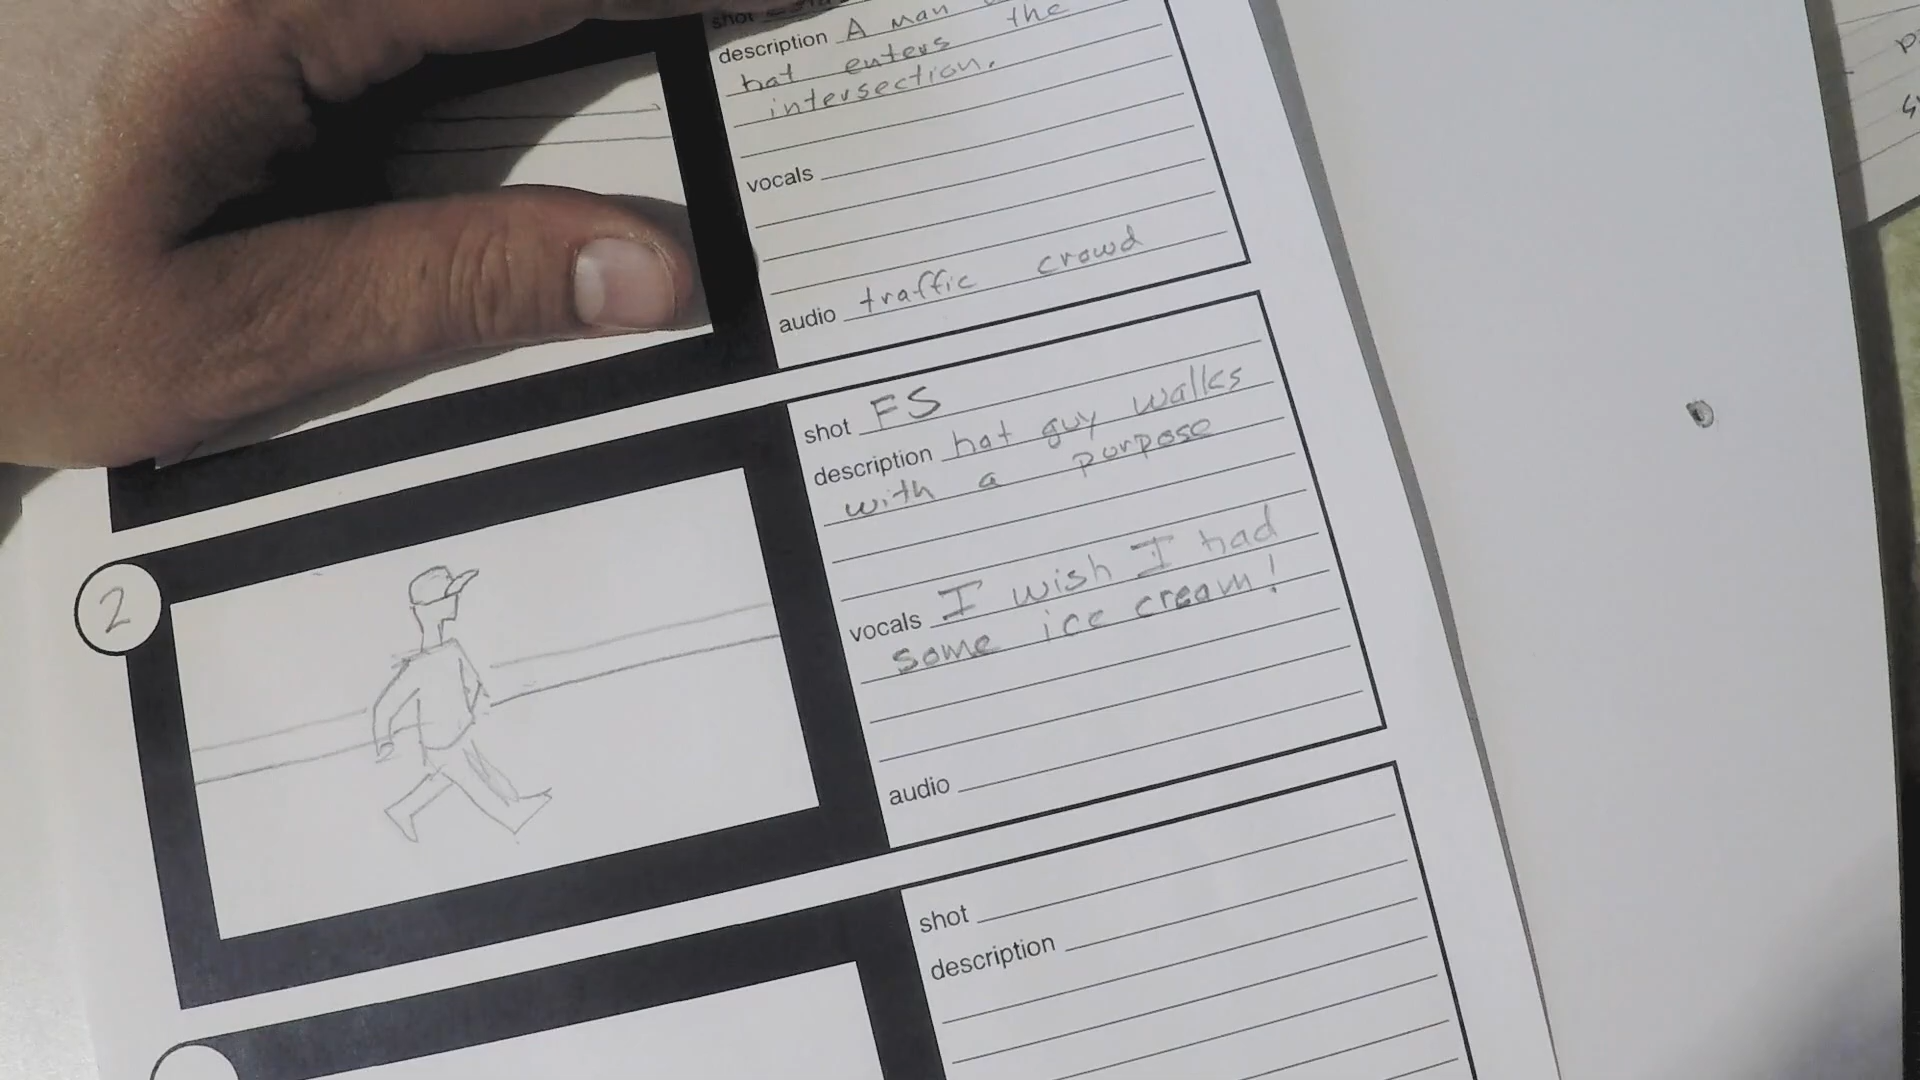 shot
description A man
hat enters the
intersection.
vocals
audio traffic crowd
2
shot FS
description hat guy walks
with a purpose
vocals I wish I had
some ice cream!
audio
shot
description